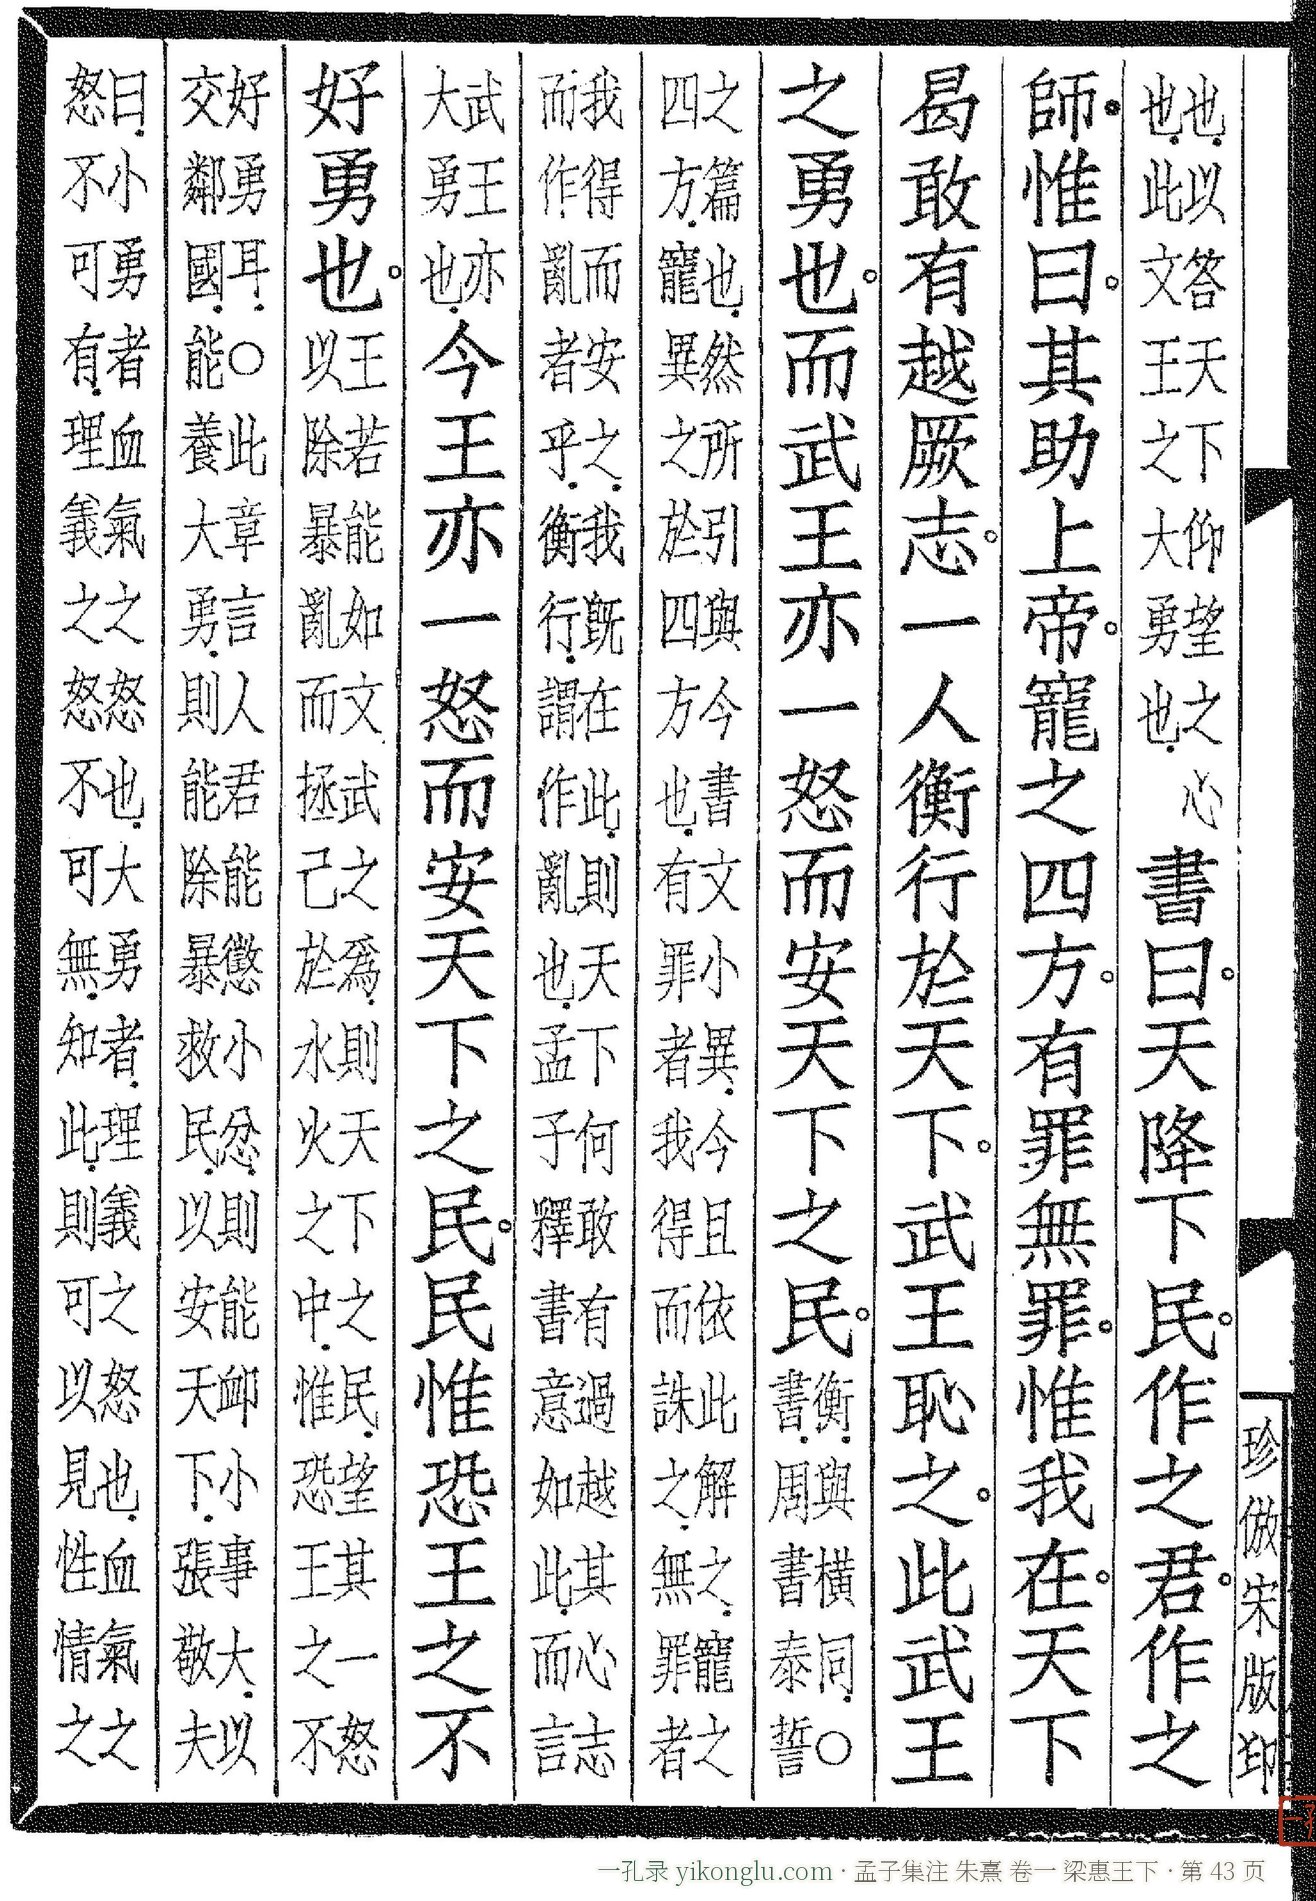 也。以答天下仰望之心
也。此文王之大勇也。
書曰。天降下民。作之君。作之
師。惟曰。其助上帝。寵之四方。有罪無罪。惟我在。天下
曷敢有越厥志。一人衡行於天下。武王恥之。此武王
之勇也。而武王亦一怒而安天下之民。
衡。與橫同。○
書。周書泰誓
之篇也。然所引與今書文小異。今且依此解之。寵之
四方。寵異之於四方也。有罪者我得而誅之。無罪者
我得而安之。我既在此。則天下何敢有過越其心志
而作亂者乎。衡行。謂作亂也。孟子釋書意如此。而言
武王亦
大勇也。
今王亦一怒而安天下之民。民惟恐王之不
好勇也。
王若能如文武之爲。則天下之民。望其一怒
以除暴亂而拯己於水火之中。惟恐王之不
好勇耳。○此章言人君能懲小忿。則能卹小事大。以
交鄰國。能養大勇。則能除暴救民。以安天下。張敬夫
曰。小勇者血氣之怒也。大勇者。理義之怒也。血氣之
怒不可有。理義之怒不可無。知此。則可以見性情之
珍倣宋版印
一孔录 yikonglu.com · 孟子集注 朱熹 卷一 梁惠王下 · 第 43 页